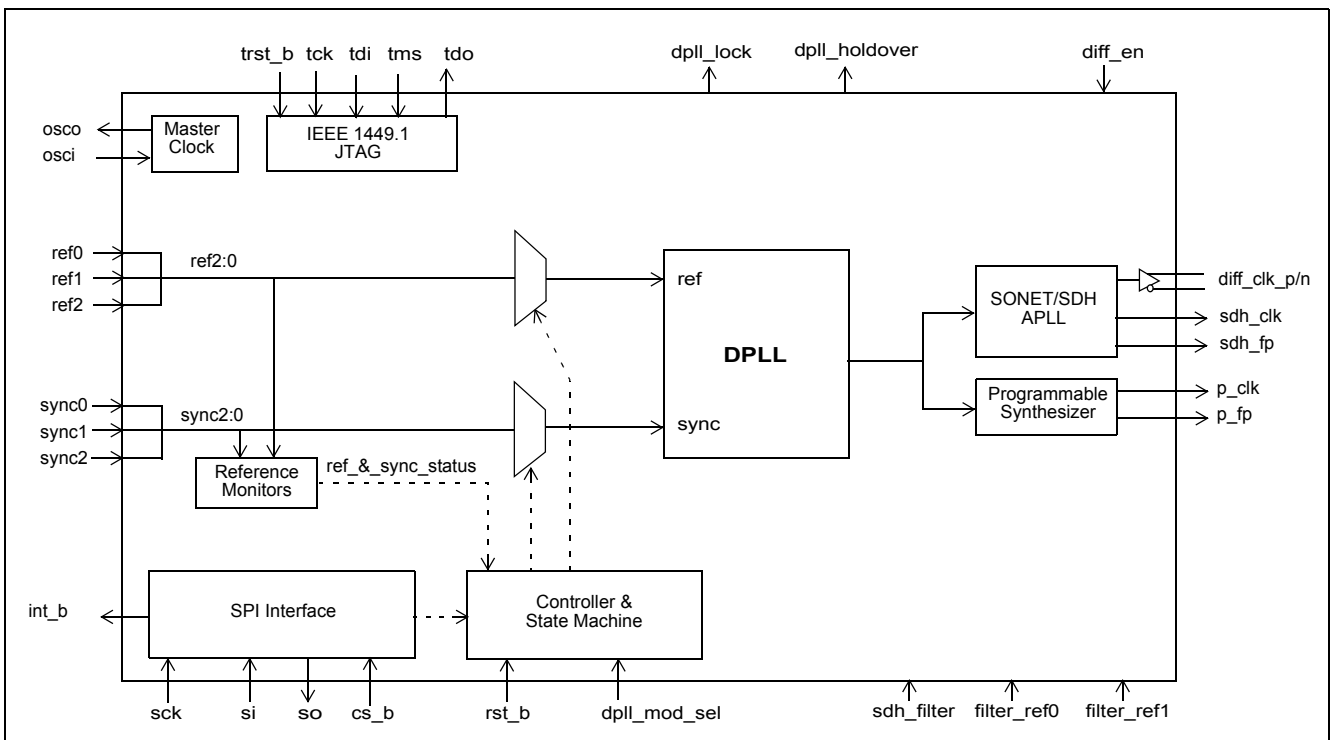 trst_b tck tdi tms tdo
dpll_lock
dpll_holover
diff_en
osco
osci
Master
Clock
IEEE 1449.1
JTAG
ref0
ref1
ref2
ref2:0
ref
DPLL
sync
SONET/SDH
APLL
diff_clk_p/n
sdh_clk
sdh_fp
Programmable
Synthesizer
p_clk
p_fp
sync0
sync1
sync2
sync2:0
Reference
Monitors
ref_&_sync_status
int_b
SPI Interface
Controller &
State Machine
sck si so cs_b
rst_b
dpll_mod_sel
sdh_filter
filter_ref0
filter_ref1